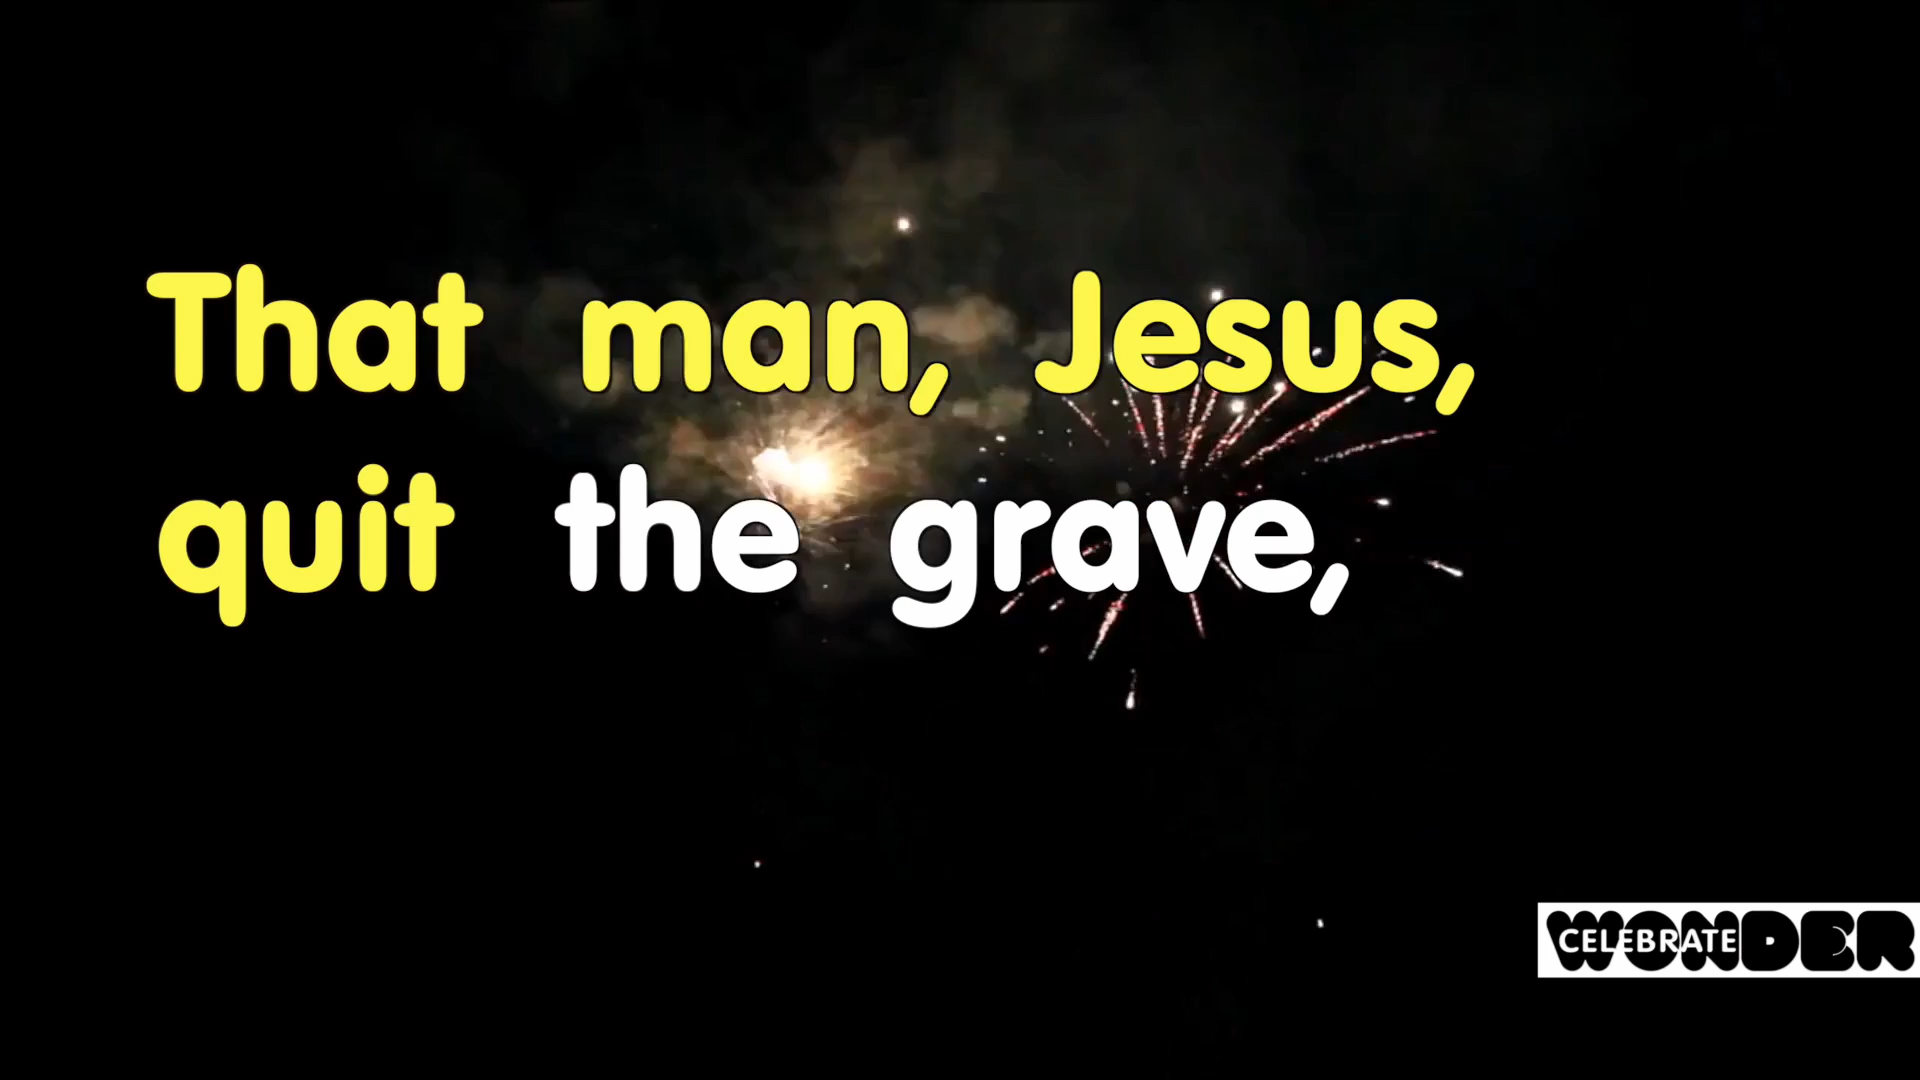 That man, Jesus,
quit the grave,
CELEBRATE WONDER